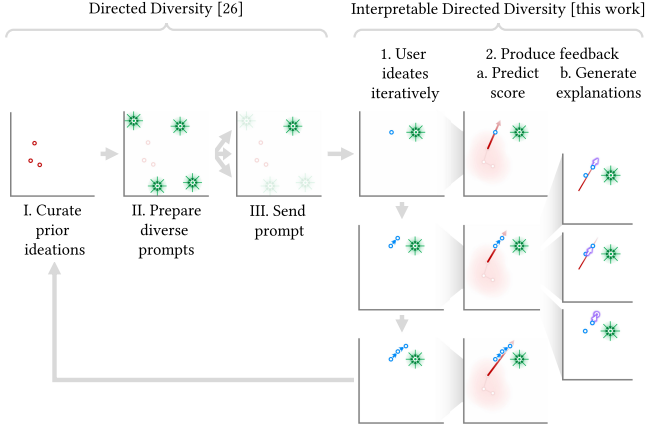 Directed Diversity [26]
Interpretable Directed Diversity [this work]
1. User
ideates
iteratively
2. Produce feedback
a. Predict
score
b. Generate
explanations
I. Curate
prior
ideations
II. Prepare
diverse
prompts
III. Send
prompt